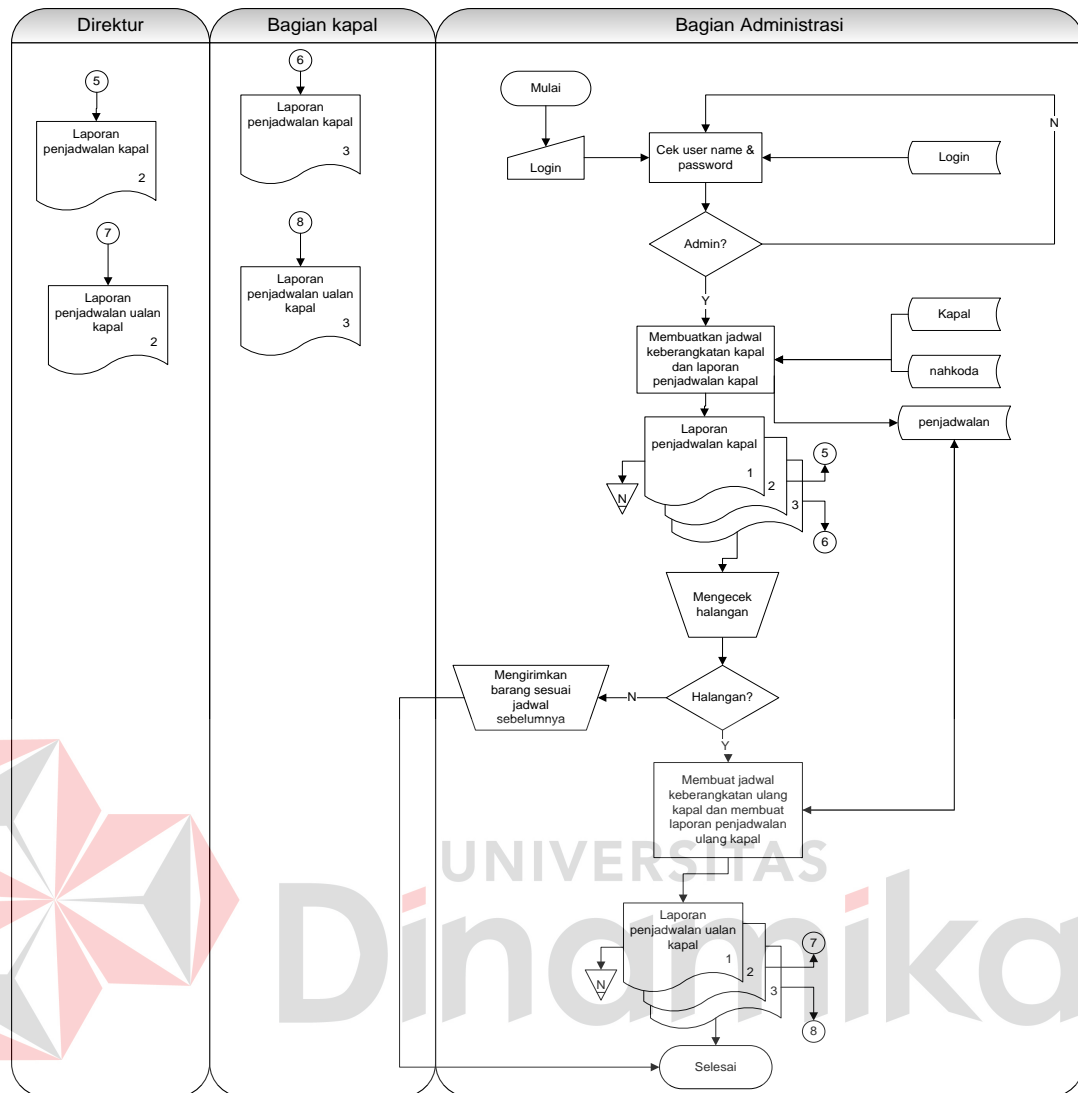 Direktur
Bagian kapal
Bagian Administrasi
5
Laporan
penjadwalan kapal
2
7
Laporan
penjadwalan ualan
kapal
2
6
Laporan
penjadwalan kapal
3
8
Laporan
penjadwalan ualan
kapal
3
Mulai
Login
Cek user name &
password
Login
N
Admin?
Y
Membuatkan jadwal
keberangkatan kapal
dan laporan
penjadwalan kapal
Kapal
nahkoda
penjadwalan
Laporan
penjadwalan kapal
1
2
3
N
5
6
Mengecek
halangan
Halangan?
N
Mengirimkan
barang sesuai
jadwal
sebelumnya
Y
Membuat jadwal
keberangkatan ulang
kapal dan membuat
laporan penjadwalan
ulang kapal
Laporan
penjadwalan ualan
kapal
1
2
3
N
7
8
Selesai
UNIVERSITAS
Dinamika